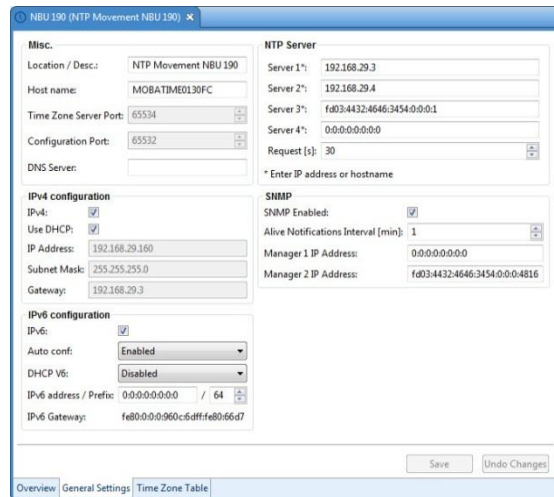 NBU 190 (NTP Movement NBU 190)
Misc.
Location / Desc.: NTP Movement NBU 190
Host name: MOBATIME0130FC
Time Zone Server Port: 65534
Configuration Port: 65532
DNS Server:
NTP Server
Server 1*: 192.168.29.3
Server 2*: 192.168.29.4
Server 3*: fd03:4432:4646:3454:0:0:0:1
Server 4*: 0:0:0:0:0:0:0:0
Request [s]: 30
* Enter IP address or hostname
IPv4 configuration
IPv4:
Use DHCP:
IP Address: 192.168.29.160
Subnet Mask: 255.255.255.0
Gateway: 192.168.29.3
SNMP
SNMP Enabled:
Alive Notifications Interval [min]: 1
Manager 1 IP Address: 0:0:0:0:0:0:0:0
Manager 2 IP Address: fd03:4432:4646:3454:0:0:0:4816
IPv6 configuration
IPv6:
Auto conf: Enabled
DHCP V6: Disabled
IPv6 address / Prefix: 0:0:0:0:0:0:0:0 / 64
IPv6 Gateway: fe80:0:0:0:960c:6dff:fe80:66d7
Save Undo Changes
Overview General Settings Time Zone Table